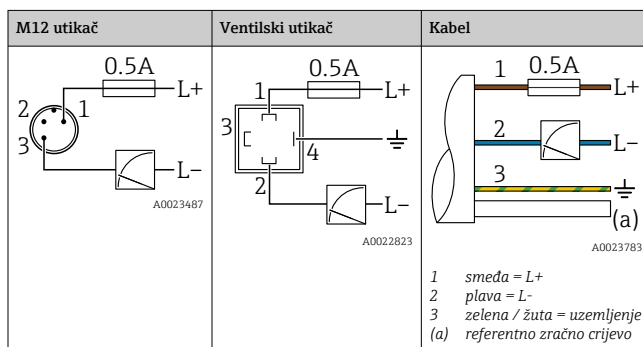 M12 utikač
Ventilski utikač
Kabel
0.5A
L+
2
1
3
L–
A0023487
0.5A
1
L+
3
4
2
L–
A0022823
1
0.5A
L+
2
L–
3
(a)
A0023783
1 smeđa = L+
2 plava = L-
3 zelena / žuta = uzemljenje
(a) referentno zračno crijevo